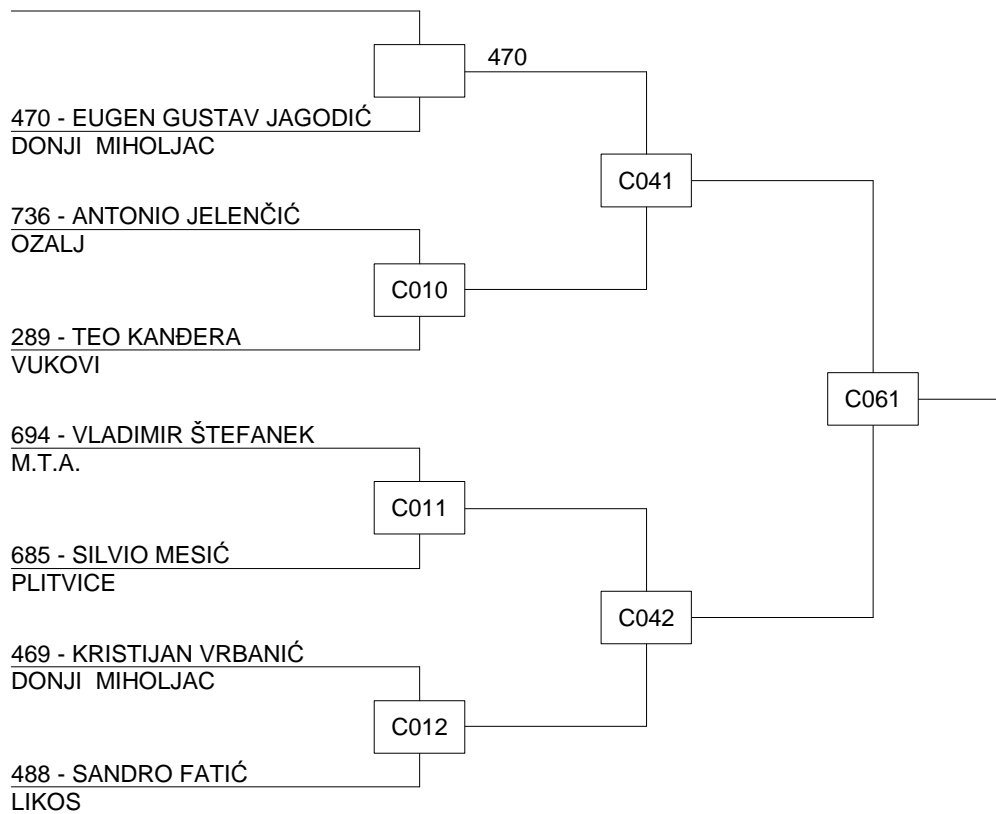 470
470 - EUGEN GUSTAV JAGODIĆ
DONJI MIHOLJAC
C041
736 - ANTONIO JELENČIĆ
OZALJ
C010
289 - TEO KANĐERA
VUKOVI
C061
694 - VLADIMIR ŠTEFANEK
M.T.A.
C011
685 - SILVIO MESIĆ
PLITVICE
C042
469 - KRISTIJAN VRBANIĆ
DONJI MIHOLJAC
C012
488 - SANDRO FATIĆ
LIKOS